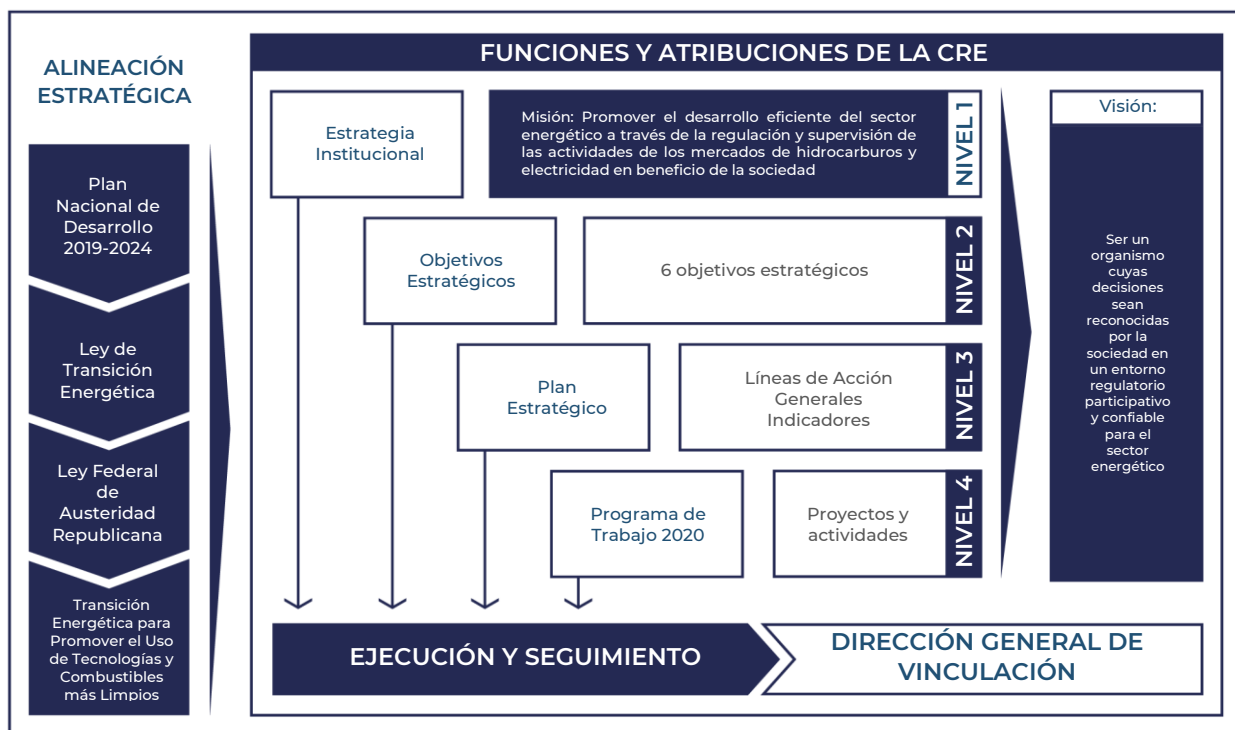 ALINEACIÓN
ESTRATÉGICA
Plan
Nacional de
Desarrollo
2019-2024
Ley de
Transición
Energética
Ley Federal
de
Austeridad
Republicana
Transición
Energética para
Promover el Uso
de Tecnologías y
Combustibles
más Limpios
FUNCIONES Y ATRIBUCIONES DE LA CRE
Estrategia
Institucional
Misión: Promover el desarrollo eficiente del sector
energético a través de la regulación y supervisión de
las actividades de los mercados de hidrocarburos y
electricidad en beneficio de la sociedad
NIVEL 1
Objetivos
Estratégicos
6 objetivos estratégicos
NIVEL 2
Plan
Estratégico
Líneas de Acción
Generales
Indicadores
NIVEL 3
Programa de
Trabajo 2020
Proyectos y
actividades
NIVEL 4
Visión:
Ser un
organismo
cuyas
decisiones
sean
reconocidas
por la
sociedad en
un entorno
regulatorio
participativo
y confiable
para el
sector
energético
EJECUCIÓN Y SEGUIMIENTO
DIRECCIÓN GENERAL DE
VINCULACIÓN